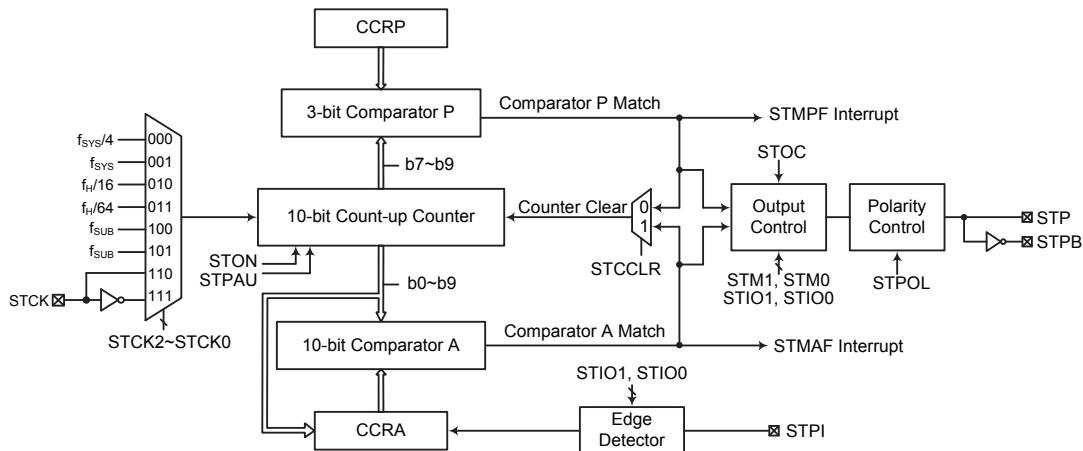 CCRP
3-bit Comparator P
Comparator P Match
STMPF Interrupt
b7~b9
fSYS/4
000
fSYS
001
fH/16
010
fH/64
011
fSUB
100
fSUB
101
110
111
STCK
STCK2~STCK0
10-bit Count-up Counter
STON
STPAU
Counter Clear
0
1
STCCLR
STOC
Output
Control
STM1, STM0
STIO1, STIO0
Polarity
Control
STPOL
STP
STPB
b0~b9
10-bit Comparator A
Comparator A Match
STMAF Interrupt
STIO1, STIO0
CCRA
Edge
Detector
STPI